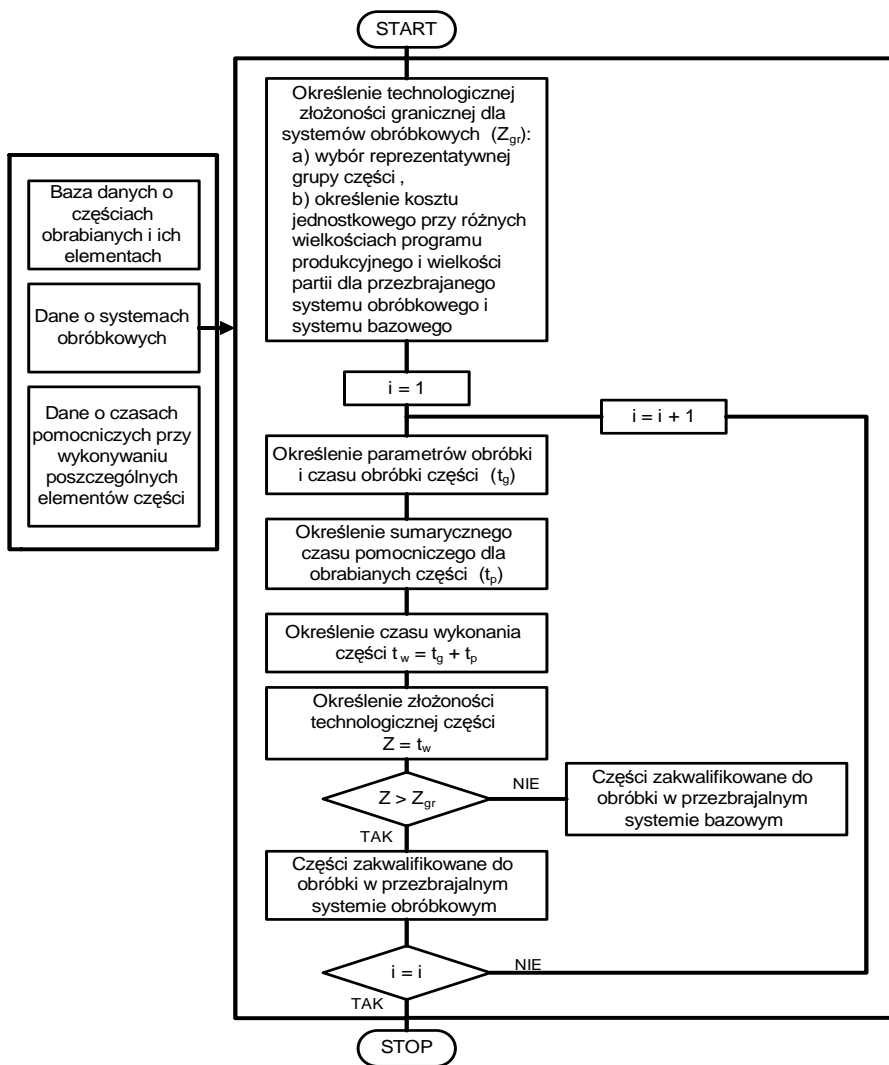 START
Określenie technologicznej
złożoności granicznej dla
systemów obróbkowych (Zgr):
a) wybór reprezentatywnej
grupy części ,
b) określenie kosztu
jednostkowego przy różnych
wielkościach programu
produkcyjnego i wielkości
partii dla przezbrajanego
systemu obróbkowego i
systemu bazowego
Baza danych o
częściach
obrabianych i ich
elementach
Dane o systemach
obróbkowych
Dane o czasach
pomocniczych przy
wykonywaniu
poszczególnych
elementów części
i = 1
i = i + 1
Określenie parametrów obróbki
i czasu obróbki części (tg)
Określenie sumarycznego
czasu pomocniczego dla
obrabianych części (tp)
Określenie czasu wykonania
części tw = tg + tp
Określenie złożoności
technologicznej części
Z = tw
Z > Zgr
NIE
Części zakwalifikowane do
obróbki w przezbrajalnym
systemie bazowym
TAK
Części zakwalifikowane do
obróbki w przezbrajalnym
systemie obróbkowym
i = i
NIE
TAK
STOP